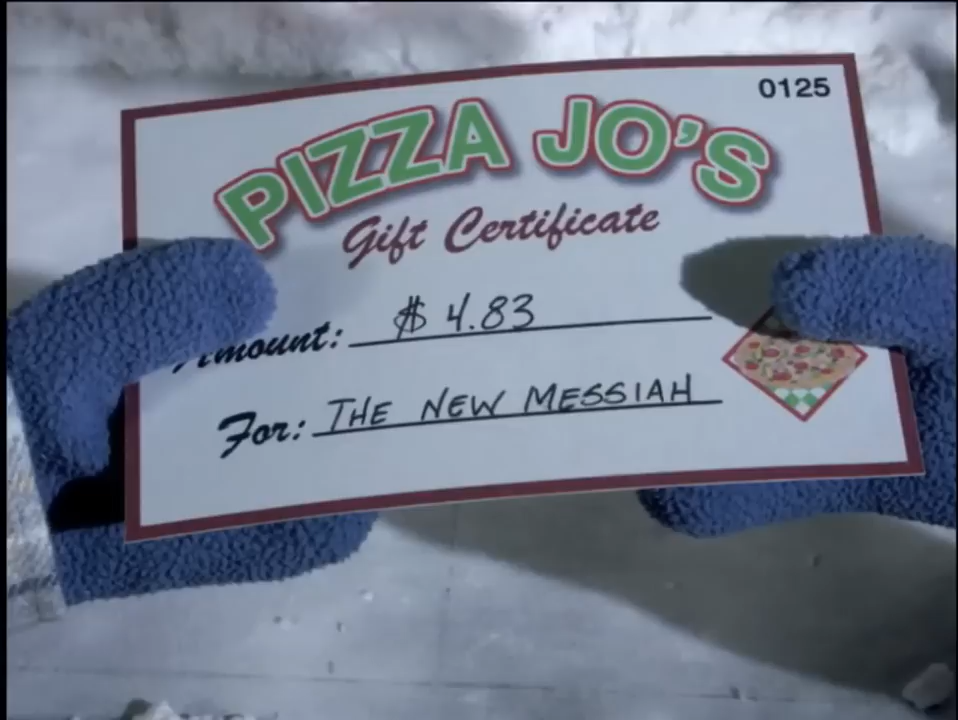 0125
PIZZA JO'S
Gift Certificate
Amount: $ 4.83
For: THE NEW MESSIAH